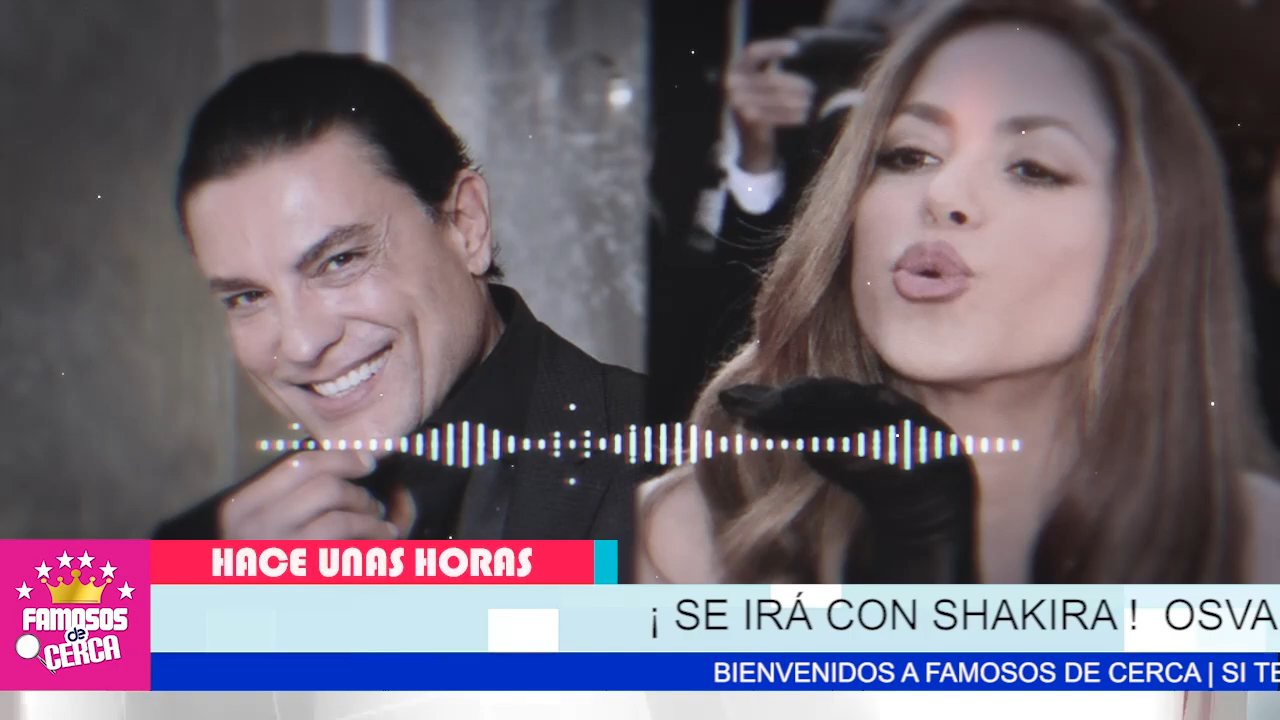 HACE UNAS HORAS
FAMOSOS
de
CERCA
¡ SE IRÁ CON SHAKIRA ! OSVA
BIENVENIDOS A FAMOSOS DE CERCA | SI TE